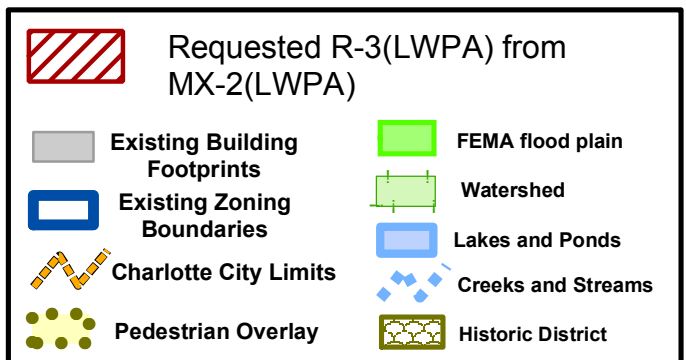 Requested R-3(LWPA) from
MX-2(LWPA)
Existing Building
Footprints
Existing Zoning
Boundaries
Charlotte City Limits
Pedestrian Overlay
FEMA flood plain
Watershed
Lakes and Ponds
Creeks and Streams
Historic District